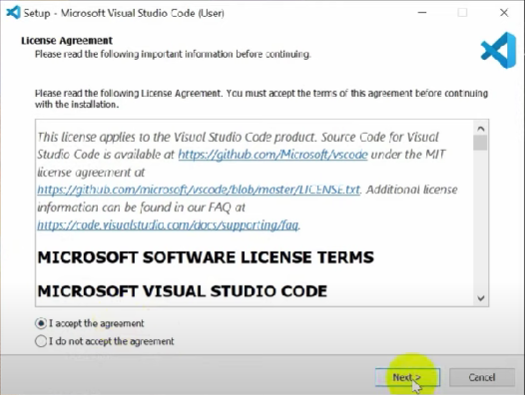 Setup - Microsoft Visual Studio Code (User)
License Agreement
Please read the following important information before continuing.
Please read the following License Agreement. You must accept the terms of this agreement before continuing
with the installation.
This license applies to the Visual Studio Code product. Source Code for Visual
Studio Code is available at https://github.com/Microsoft/vscode under the MIT
license agreement at
https://github.com/microsoft/vscode/blob/master/LICENSE.txt. Additional license
information can be found in our FAQ at
https://code.visualstudio.com/docs/supporting/faq.
MICROSOFT SOFTWARE LICENSE TERMS
MICROSOFT VISUAL STUDIO CODE
I accept the agreement
I do not accept the agreement
Next >
Cancel